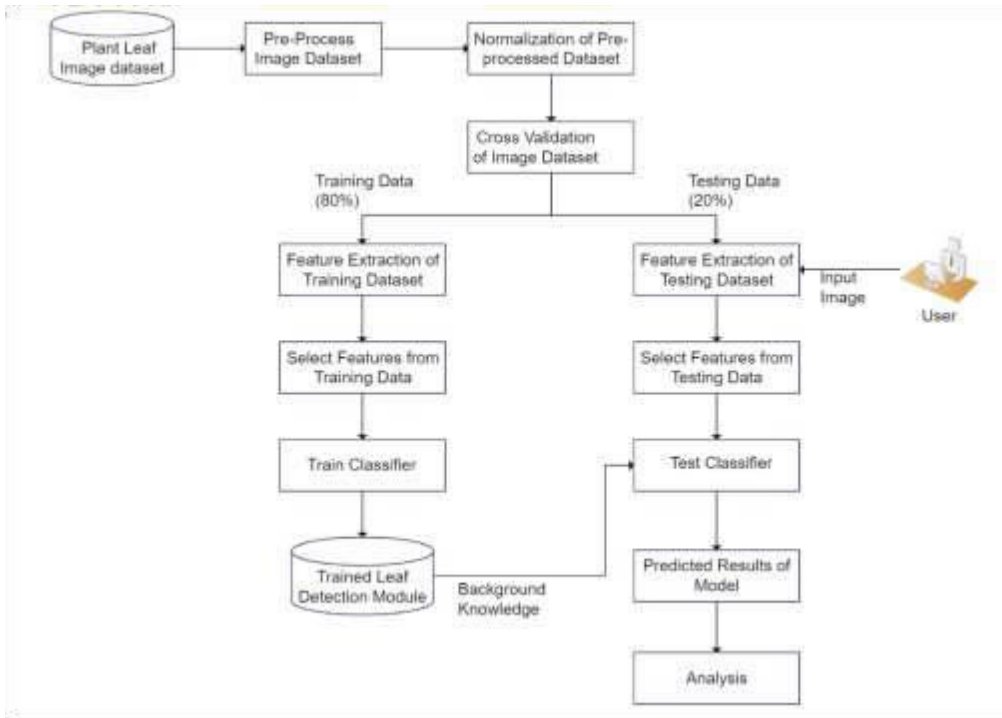 Plant Leaf
Image dataset
Pre-Process
Image Dataset
Normalization of Pre-
processed Dataset
Cross Validation
of Image Dataset
Training Data
(80%)
Testing Data
(20%)
Feature Extraction of
Training Dataset
Feature Extraction of
Testing Dataset
Input
Image
User
Select Features from
Training Data
Select Features from
Testing Data
Train Classifier
Test Classifier
Trained Leaf
Detection Module
Background
Knowledge
Predicted Results of
Model
Analysis